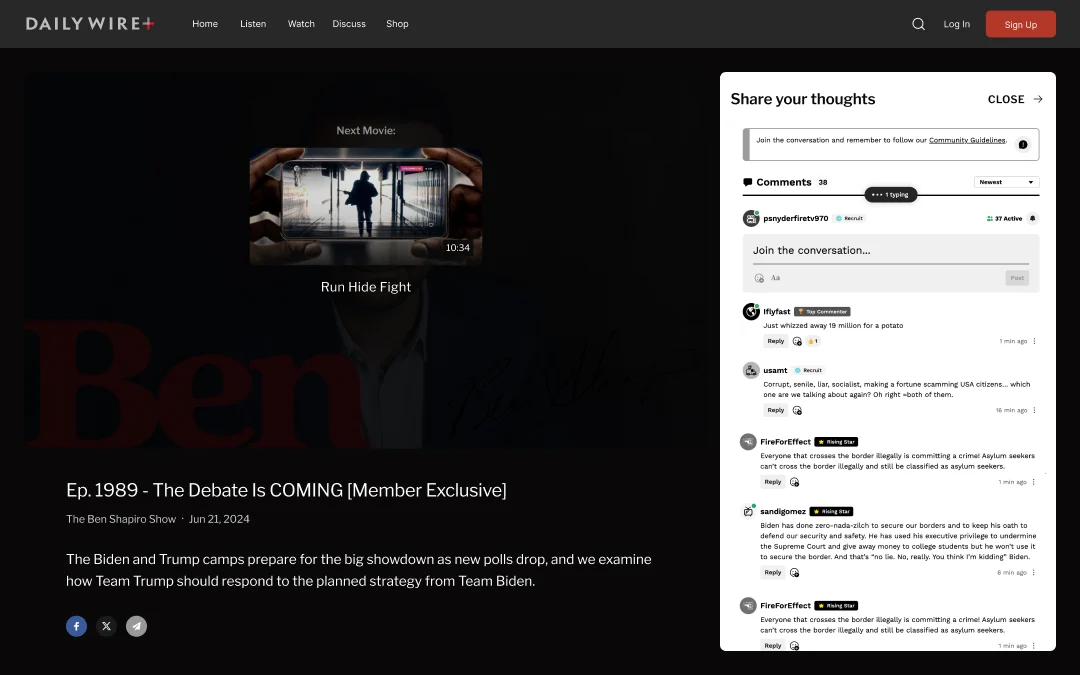 DAILY WIRE+
Home
Listen
Watch
Discuss
Shop
Log In
Sign Up
Next Movie:
10:34
Run Hide Fight
Ben
Ep. 1989 - The Debate Is COMING [Member Exclusive]
The Ben Shapiro Show · Jun 21, 2024
The Biden and Trump camps prepare for the big showdown as new polls drop, and we examine
how Team Trump should respond to the planned strategy from Team Biden.
Share your thoughts
CLOSE →
Join the conversation and remember to follow our Community Guidelines.
Comments 38
Newest
1 typing
psnyderfiretv970 Recruit
37 Active
Join the conversation...
Aa
Post
Iflyfast Top Commenter
Just whizzed away 19 million for a potato
Reply 1
1 min ago
usamt Recruit
Corrupt, senile, liar, socialist, making a fortune scamming USA citizens... which
one are we talking about again? Oh right =both of them.
Reply
16 min ago
FireForEffect Rising Star
Everyone that crosses the border illegally is committing a crime! Asylum seekers
can't cross the border illegally and still be classified as asylum seekers.
Reply
1 min ago
sandigomez Rising Star
Biden has done zero-nada-zilch to secure our borders and to keep his oath to
defend our security and safety. He has used his executive privilege to undermine
the Supreme Court and give away money to college students but he won't use it
to secure the border. And that's "no lie. No, really. You think I'm kidding" Biden.
Reply
8 min ago
FireForEffect Rising Star
Everyone that crosses the border illegally is committing a crime! Asylum seekers
can't cross the border illegally and still be classified as asylum seekers.
Reply
1 min ago